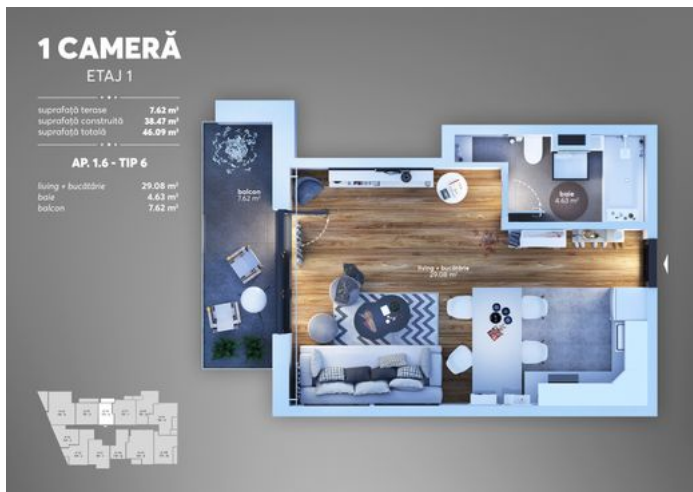 1 CAMERĂ
ETAJ 1
suprafață terase 7.62 m²
suprafață construită 38.47 m²
suprafață totală 46.09 m²
AP. 1.6 - TIP 6
living + bucătărie 29.08 m²
baie 4.63 m²
balcon 7.62 m²
balcon
7.62 m²
baie
4.63 m²
living + bucătărie
29.08 m²